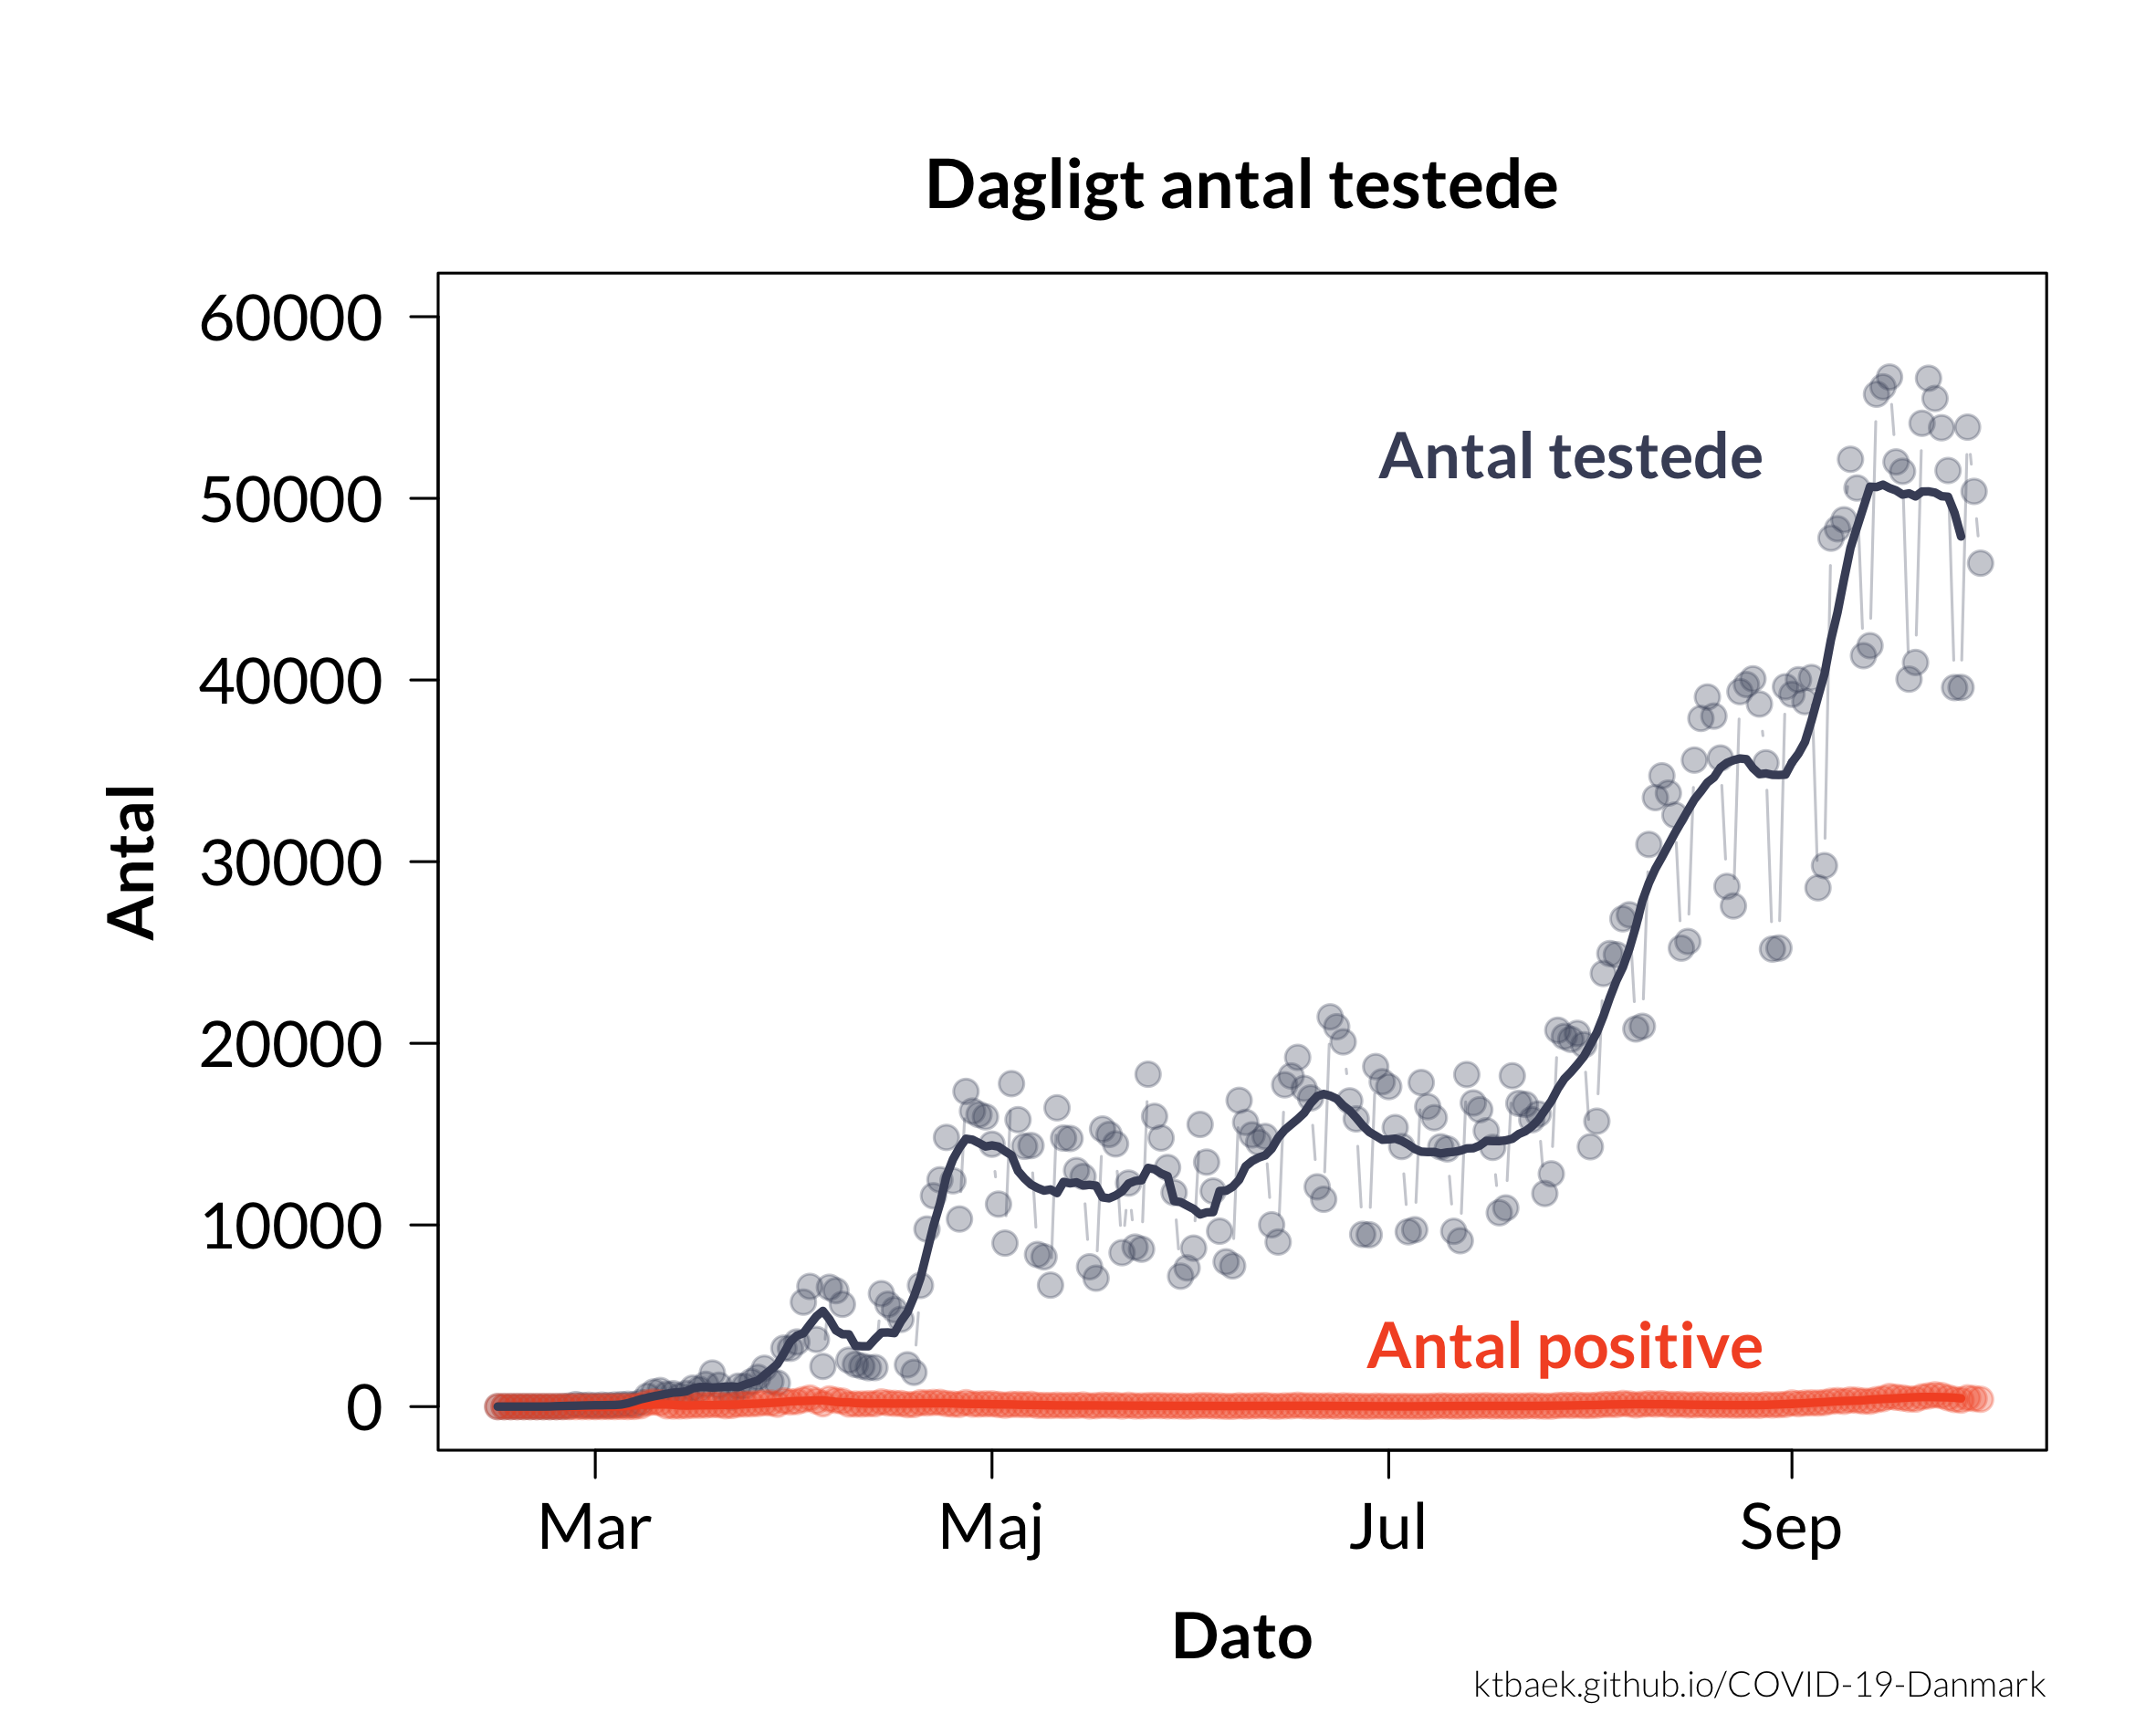 Dagligt antal testede
60000
50000
40000
30000
20000
10000
0
Antal
Antal testede
Antal positive
Mar
Maj
Jul
Sep
Dato
ktbaek.github.io/COVID-19-Danmark